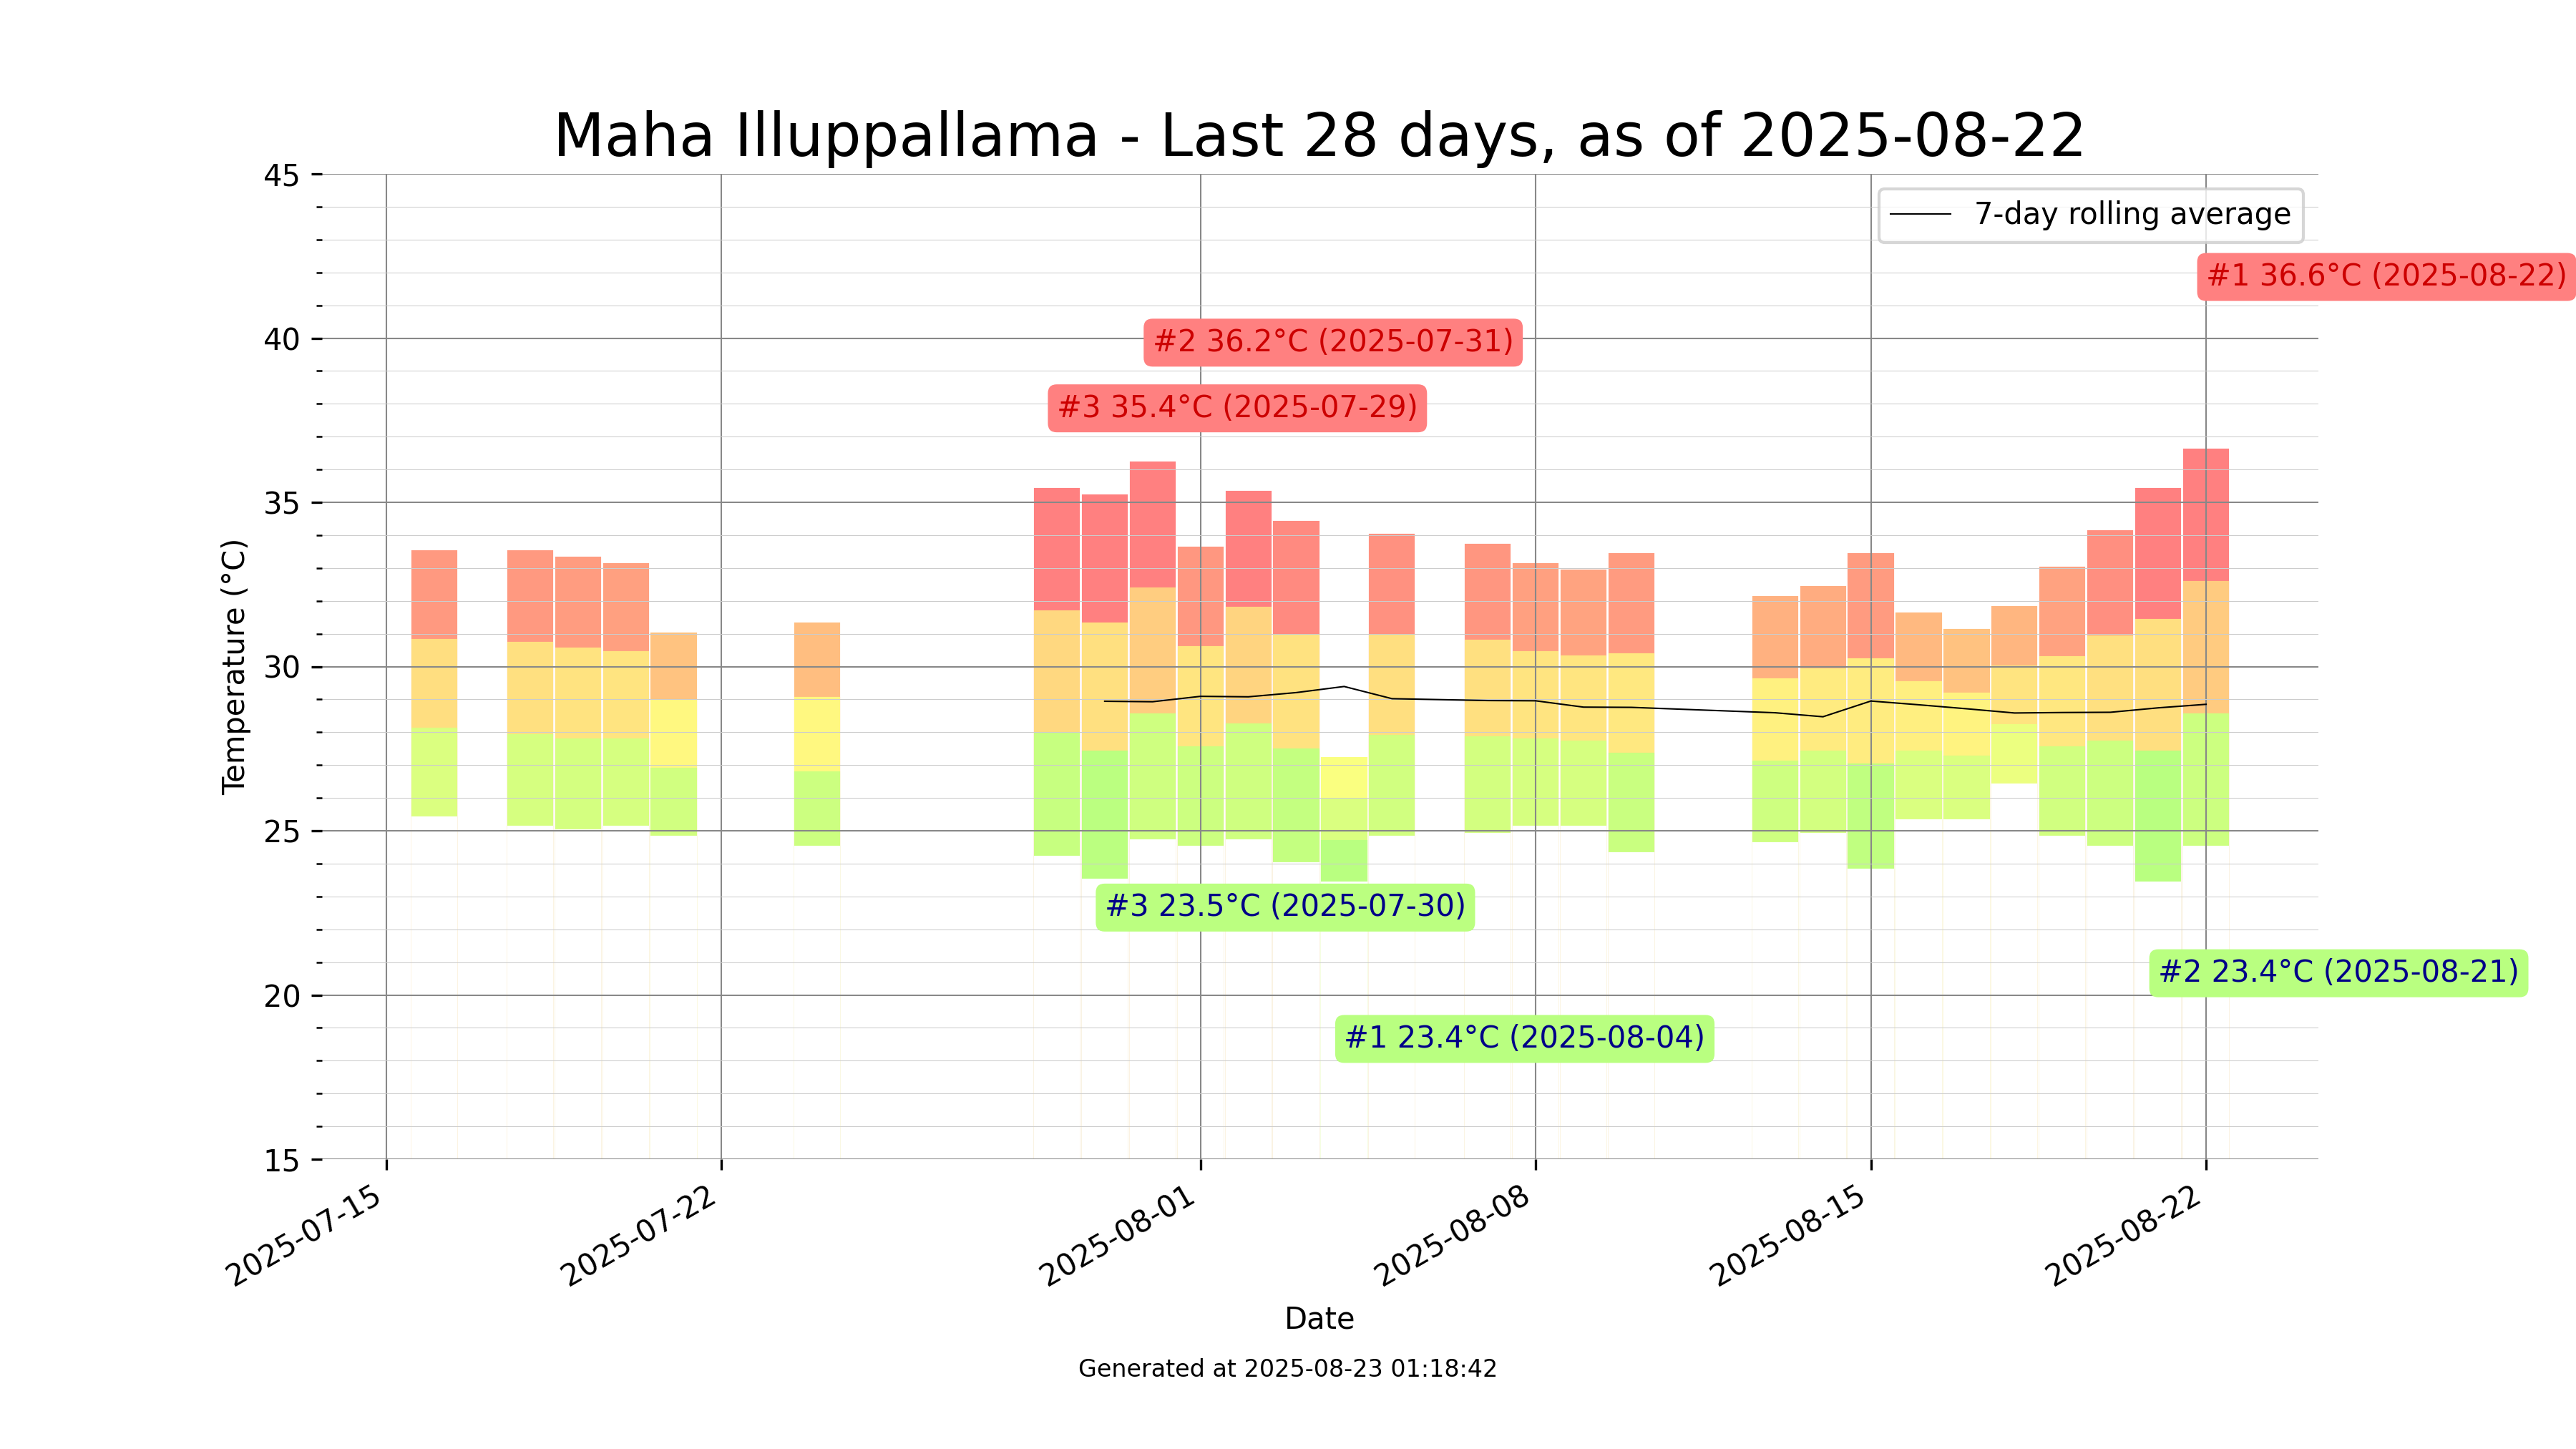 Maha Illuppallama - Last 28 days, as of 2025-08-22
45
7-day rolling average
#1 36.6°C (2025-08-22)
40
#2 36.2°C (2025-07-31)
#3 35.4°C (2025-07-29)
35
Temperature (°C)
30
25
#3 23.5°C (2025-07-30)
#2 23.4°C (2025-08-21)
20
#1 23.4°C (2025-08-04)
15
2025-07-15
2025-07-22
2025-08-01
2025-08-08
2025-08-15
2025-08-22
Date
Generated at 2025-08-23 01:18:42